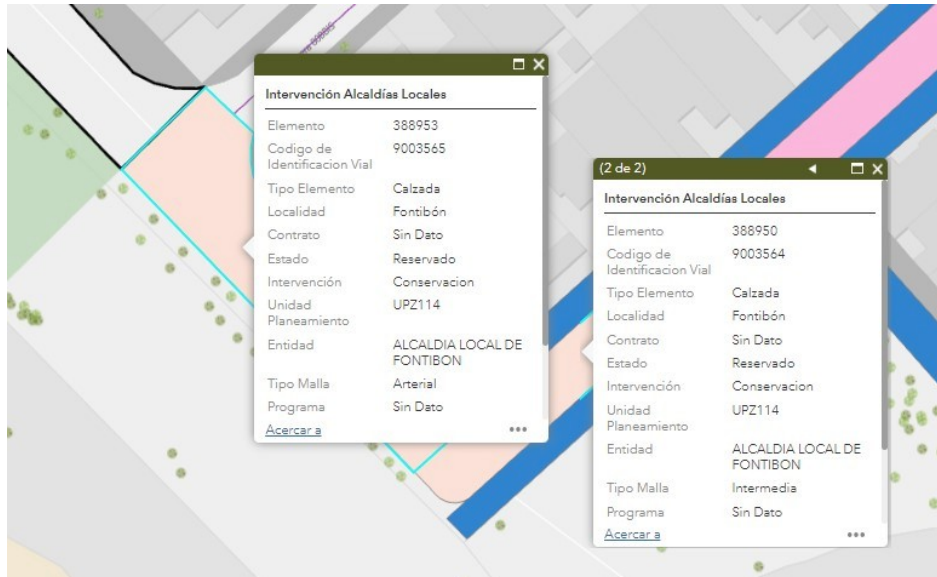 Intervención Alcaldías Locales
Elemento 388953
Codigo de Identificacion Vial 9003565
Tipo Elemento Calzada
Localidad Fontibón
Contrato Sin Dato
Estado Reservado
Intervención Conservacion
Unidad Planeamiento UPZ114
Entidad ALCALDIA LOCAL DE FONTIBON
Tipo Malla Arterial
Programa Sin Dato
Acercar a
(2 de 2)
Intervención Alcaldías Locales
Elemento 388950
Codigo de Identificacion Vial 9003564
Tipo Elemento Calzada
Localidad Fontibón
Contrato Sin Dato
Estado Reservado
Intervención Conservacion
Unidad Planeamiento UPZ114
Entidad ALCALDIA LOCAL DE FONTIBON
Tipo Malla Intermedia
Programa Sin Dato
Acercar a